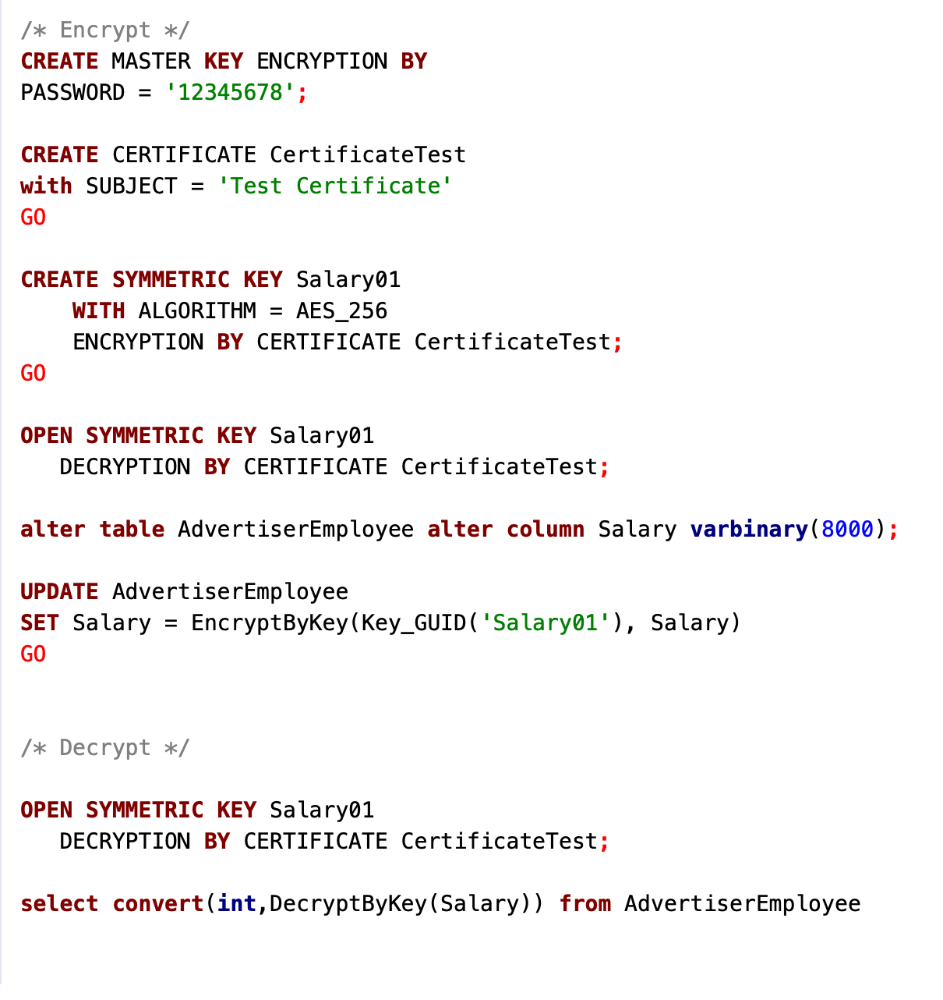 /* Encrypt */
CREATE MASTER KEY ENCRYPTION BY
PASSWORD = '12345678';
CREATE CERTIFICATE CertificateTest
with SUBJECT = 'Test Certificate'
GO
CREATE SYMMETRIC KEY Salary01
    WITH ALGORITHM = AES_256
    ENCRYPTION BY CERTIFICATE CertificateTest;
GO
OPEN SYMMETRIC KEY Salary01
   DECRYPTION BY CERTIFICATE CertificateTest;
alter table AdvertiserEmployee alter column Salary varbinary(8000);
UPDATE AdvertiserEmployee
SET Salary = EncryptByKey(Key_GUID('Salary01'), Salary)
GO
/* Decrypt */
OPEN SYMMETRIC KEY Salary01
   DECRYPTION BY CERTIFICATE CertificateTest;
select convert(int,DecryptByKey(Salary)) from AdvertiserEmployee